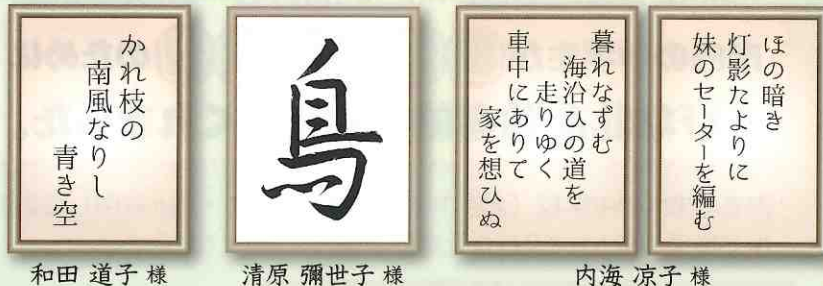 かれ枝の
南風なりし
青き空
和田 道子 様
鳥
清原 彌世子 様
ほの暗き
灯影たよりに
妹のセーターを編む
暮れなずむ
海沿ひの道を
走りゆく
車中にありて
家を想ひぬ
内海 凉子 様